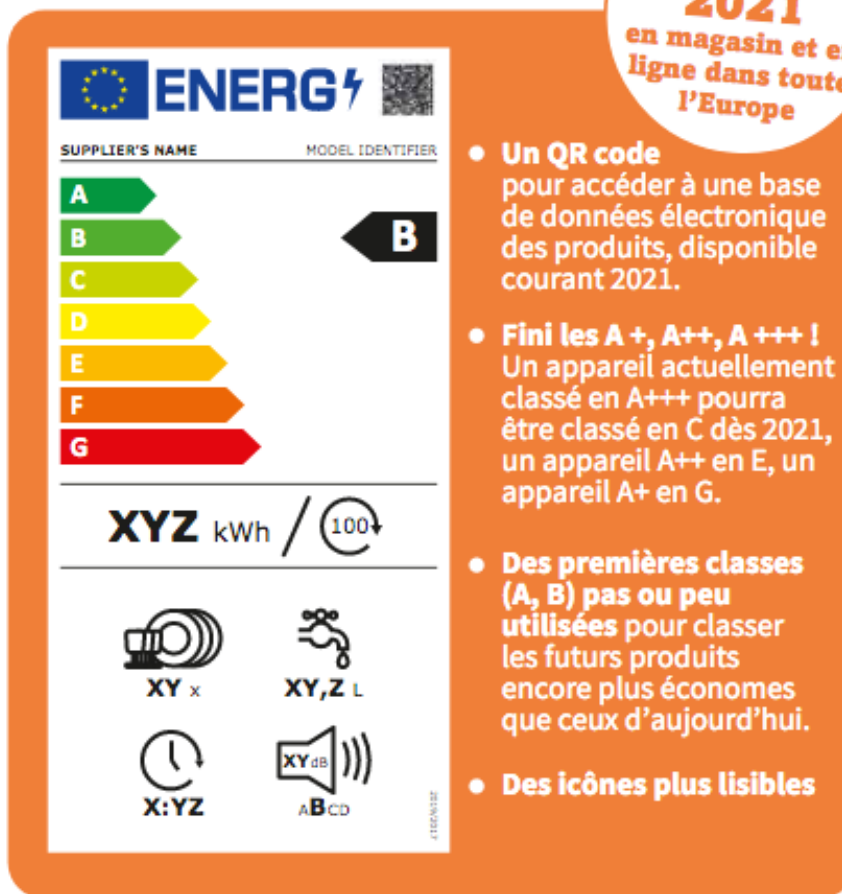 2021
en magasin et e
ligne dans toute
l'Europe
ENERG
SUPPLIER'S NAME MODEL IDENTIFIER
A
B
B
C
D
E
F
G
XYZ kWh / 100
XY x
XY,Z L
X:YZ
XY dB
ABCD
2019/2017
● Un QR code
pour accéder à une base
de données électronique
des produits, disponible
courant 2021.
● Fini les A +, A++, A +++ !
Un appareil actuellement
classé en A+++ pourra
être classé en C dès 2021,
un appareil A++ en E, un
appareil A+ en G.
● Des premières classes
(A, B) pas ou peu
utilisées pour classer
les futurs produits
encore plus économes
que ceux d'aujourd'hui.
● Des icônes plus lisibles